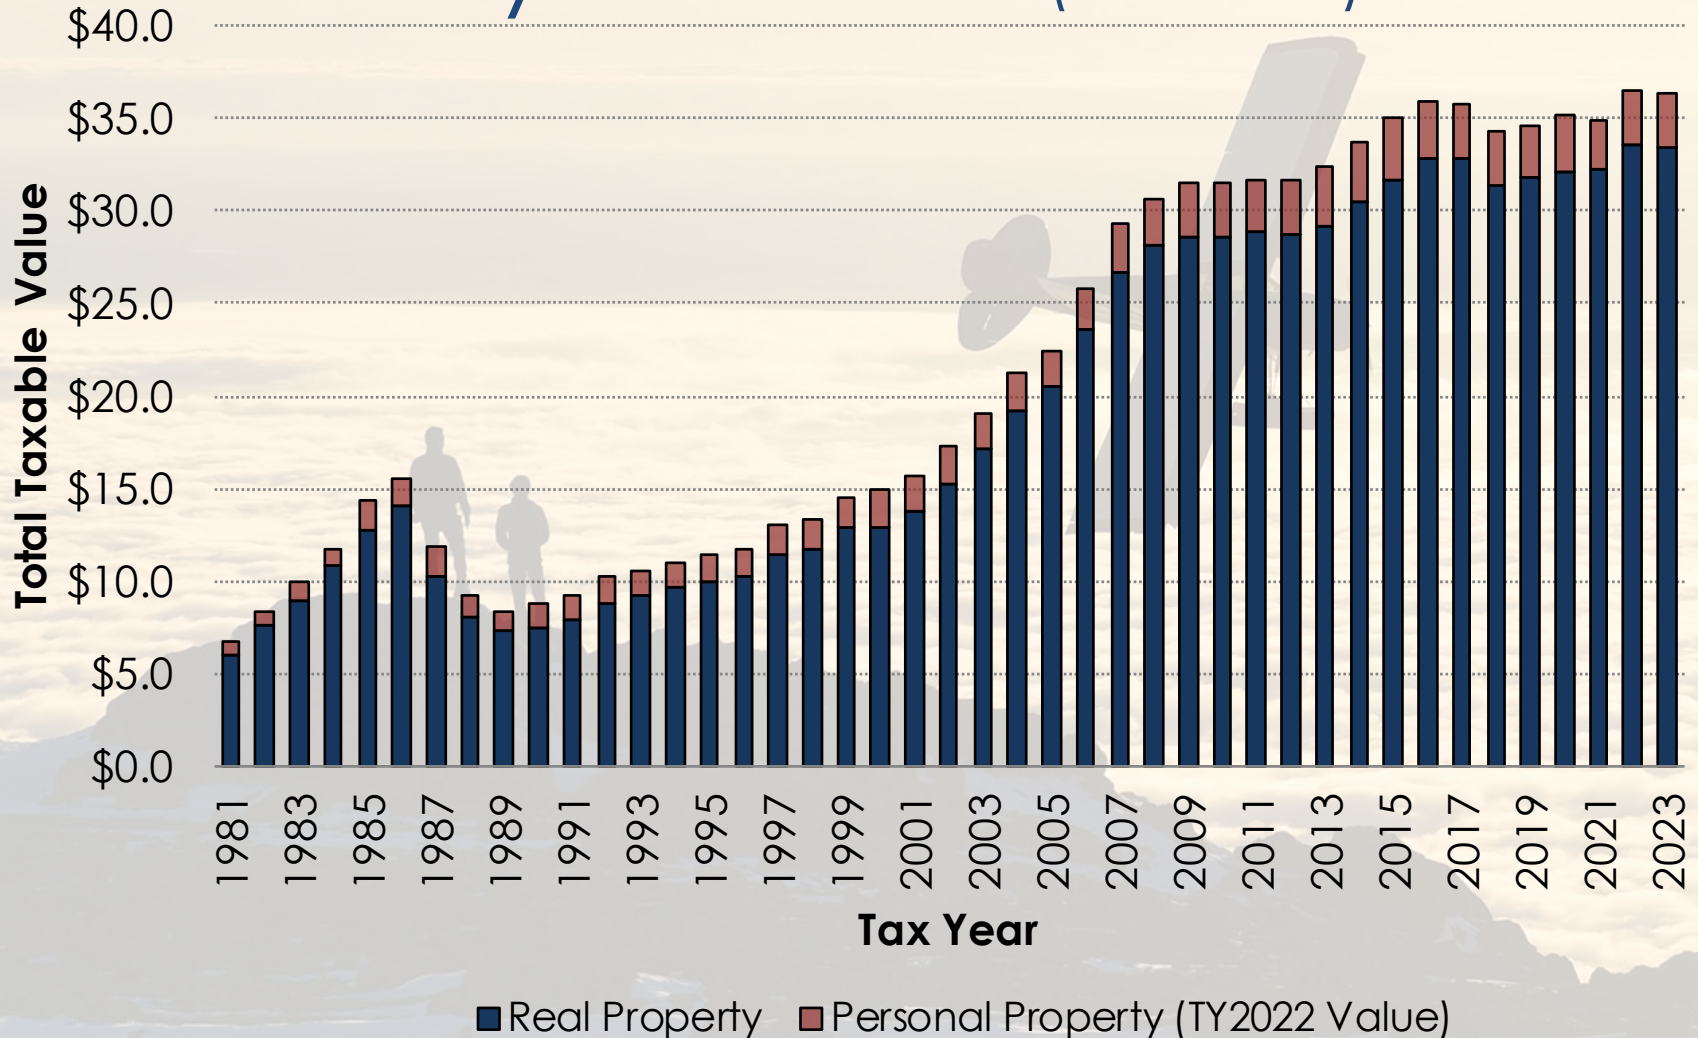 $40.0
$35.0
$30.0
$25.0
$20.0
$15.0
$10.0
$5.0
$0.0
Total Taxable Value
1981 1983 1985 1987 1989 1991 1993 1995 1997 1999 2001 2003 2005 2007 2009 2011 2013 2015 2017 2019 2021 2023
Tax Year
Real Property Personal Property (TY2022 Value)